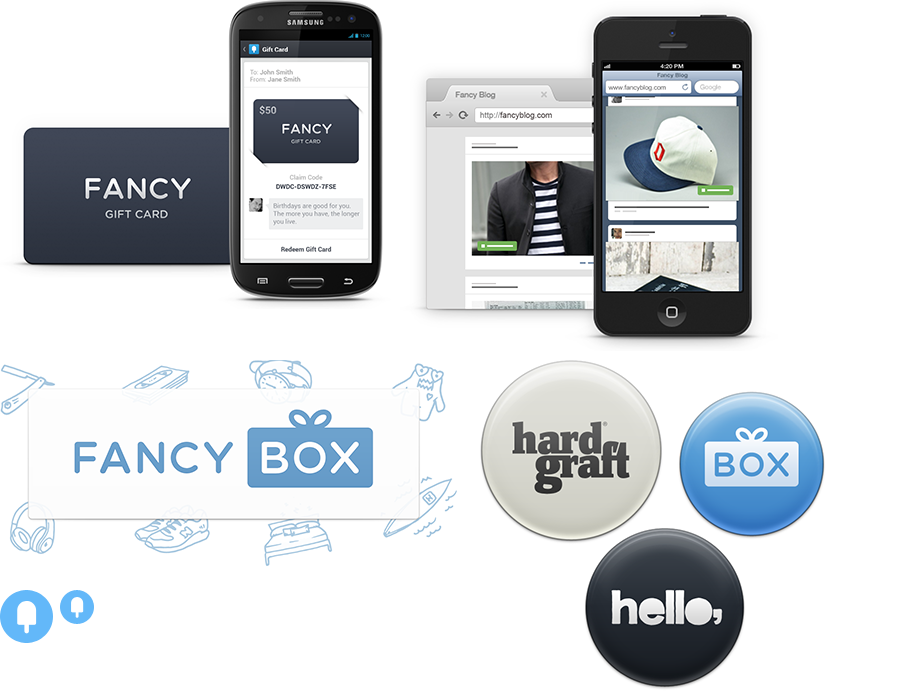 FANCY
GIFT CARD
SAMSUNG
12:00
Gift Card
To: John Smith
From: Jane Smith
$50
FANCY
GIFT CARD
Claim Code
DWDC-DSWDZ-7FSE
Birthdays are good for you.
The more you have, the longer
you live.
Redeem Gift Card
Fancy Blog
http://fancyblog.com
4:20 PM
Fancy Blog
www.fancyblog.com
Google
FANCY BOX
hard®
graft
BOX
hello,